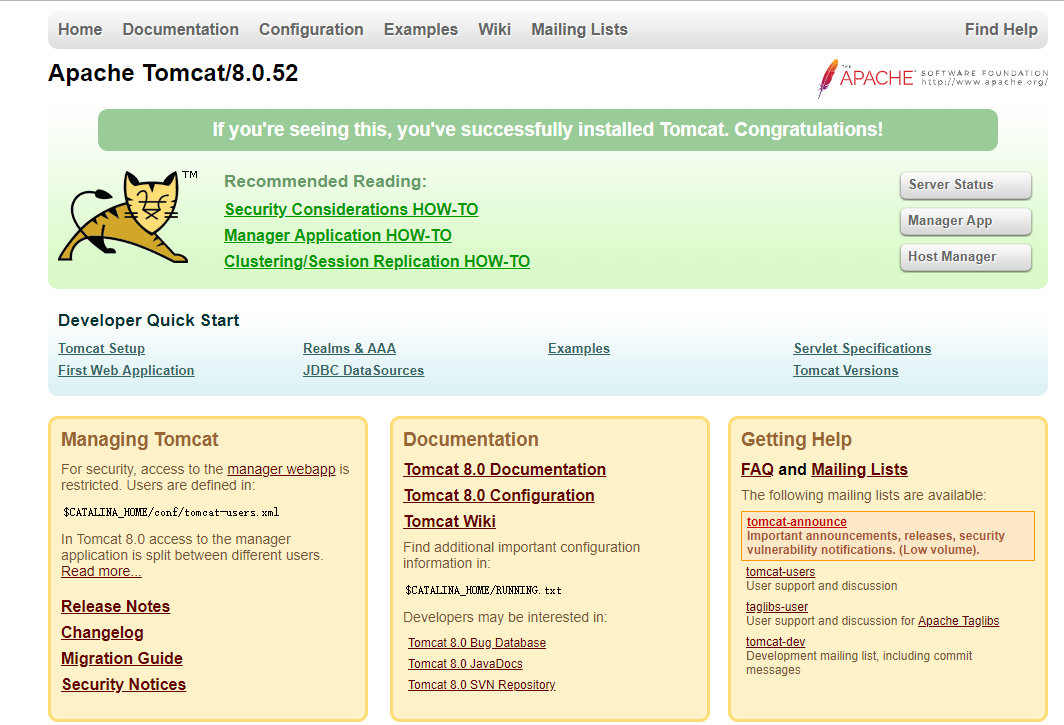 Home Documentation Configuration Examples Wiki Mailing Lists Find Help
Apache Tomcat/8.0.52
THE APACHE SOFTWARE FOUNDATION
http://www.apache.org/
If you're seeing this, you've successfully installed Tomcat. Congratulations!
TM
Recommended Reading:
Security Considerations HOW-TO
Manager Application HOW-TO
Clustering/Session Replication HOW-TO
Server Status
Manager App
Host Manager
Developer Quick Start
Tomcat Setup
First Web Application
Realms & AAA
JDBC DataSources
Examples
Servlet Specifications
Tomcat Versions
Managing Tomcat
For security, access to the manager webapp is
restricted. Users are defined in:
$CATALINA_HOME/conf/tomcat-users.xml
In Tomcat 8.0 access to the manager
application is split between different users.
Read more...
Release Notes
Changelog
Migration Guide
Security Notices
Documentation
Tomcat 8.0 Documentation
Tomcat 8.0 Configuration
Tomcat Wiki
Find additional important configuration
information in:
$CATALINA_HOME/RUNNING.txt
Developers may be interested in:
Tomcat 8.0 Bug Database
Tomcat 8.0 JavaDocs
Tomcat 8.0 SVN Repository
Getting Help
FAQ and Mailing Lists
The following mailing lists are available:
tomcat-announce
Important announcements, releases, security
vulnerability notifications. (Low volume).
tomcat-users
User support and discussion
taglibs-user
User support and discussion for Apache Taglibs
tomcat-dev
Development mailing list, including commit
messages